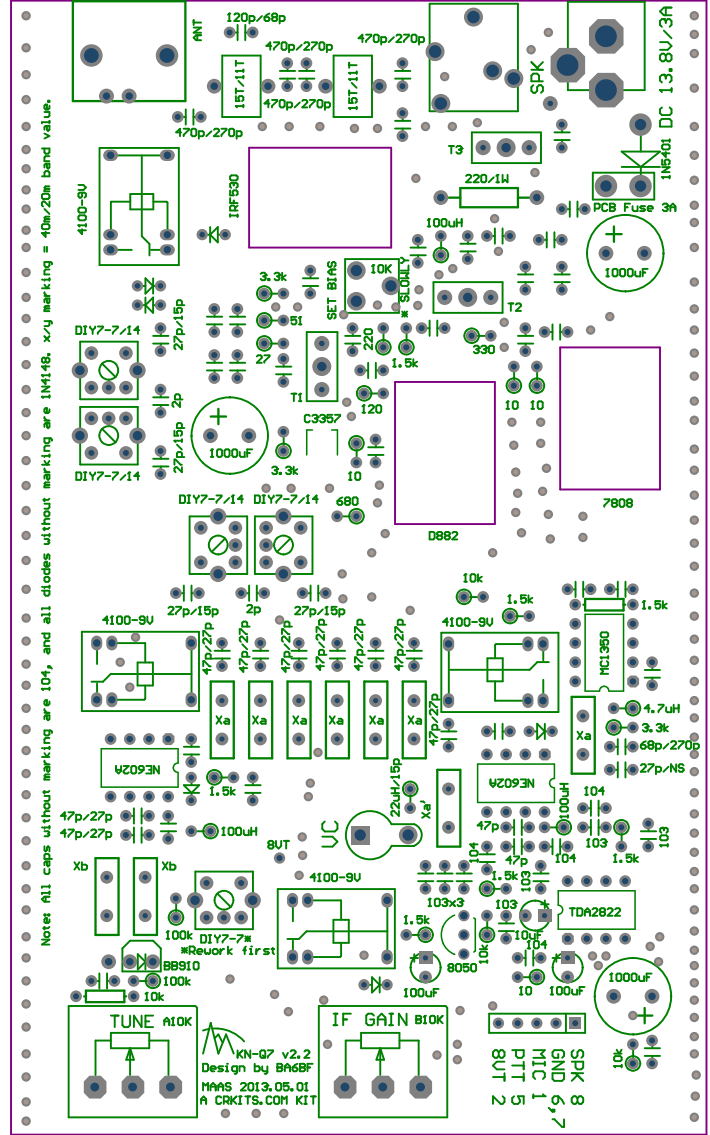 120p/68p
ANT
470p/270p
470p/270p
15T/11T
15T/11T
470p/270p
470p/270p
SPK
DC 13.8V/3A
T3
1N5401
220/1W
PCB Fuse 3A
4100-9V
IRF530
100uH
1000uF
3.3k
SET BIAS
10K
* SLOWLY
T2
51
DIY7-7/14
27p/15p
27
220
1.5k
330
T1
2p
120
10
10
C3357
1000uF
27p/15p
3.3k
10
DIY7-7/14
DIY7-7/14
DIY7-7/14
680
7808
D882
27p/15p
2p
27p/15p
10k
1.5k
1.5k
4100-9V
47p/27p
47p/27p
47p/27p
47p/27p
47p/27p
47p/27p
4100-9V
MC1350
Xa
Xa
Xa
Xa
Xa
Xa
47p/27p
Xa
4.7uH
3.3k
68p/270p
27p/NS
NE602A
1.5k
22uH/15p
Xa'
NE602A
100uH
104
47p/27p
47p/27p
100uH
VC
8VT
47p
47p
104
104
103
1.5k
103
Xb
Xb
4100-9V
103x3
1.5k
103
TDA2822
100k
DIY7-7*
*Rework first
1.5k
8050
10k
10uF
104
BB910
100k
10k
100uF
10
100uF
1000uF
TUNE A10K
IF GAIN B10K
KN-Q7 v2.2
Design by BA6BF
MAAS 2013.05.01
A CRKITS.COM KIT
SPK 8
GND 6,7
MIC 1
PTT 5
8VT 2
10k
Note: All caps without marking are 104, and all diodes without marking are 1N4148. x/y marking = 40m/20m band value.